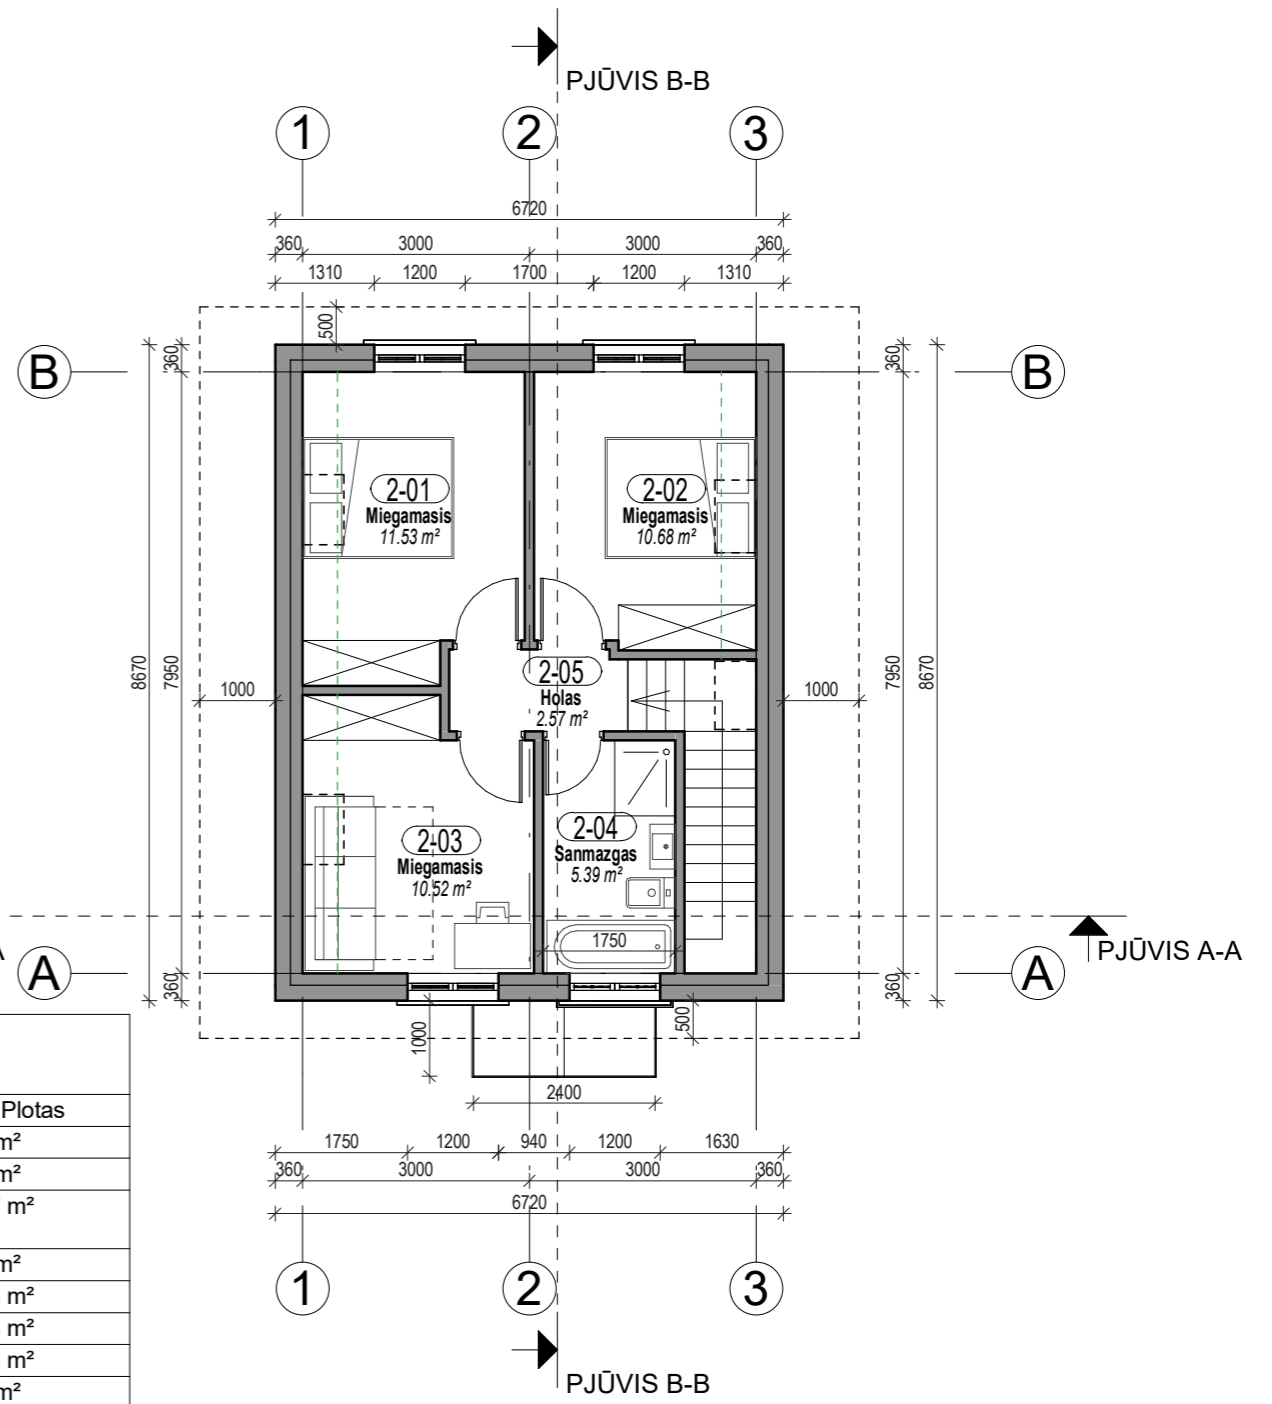 PJŪVIS B-B
1
2
3
6720
360
3000
3000
360
1310
1200
1700
1200
1310
500
B
360
360
B
2-01
Miegamasis
11.53 m²
2-02
Miegamasis
10.68 m²
8670
7950
1000
2-05
Holas
2.57 m²
1000
7950
8670
2-03
Miegamasis
10.52 m²
2-04
Sanmazgas
5.39 m²
1750
A
PJŪVIS A-A
A
360
360
A
1000
500
2400
Plotas
m²
m²
m²
m²
m²
m²
m²
m²
1750
1200
940
1200
1630
360
3000
3000
360
6720
1
2
3
PJŪVIS B-B